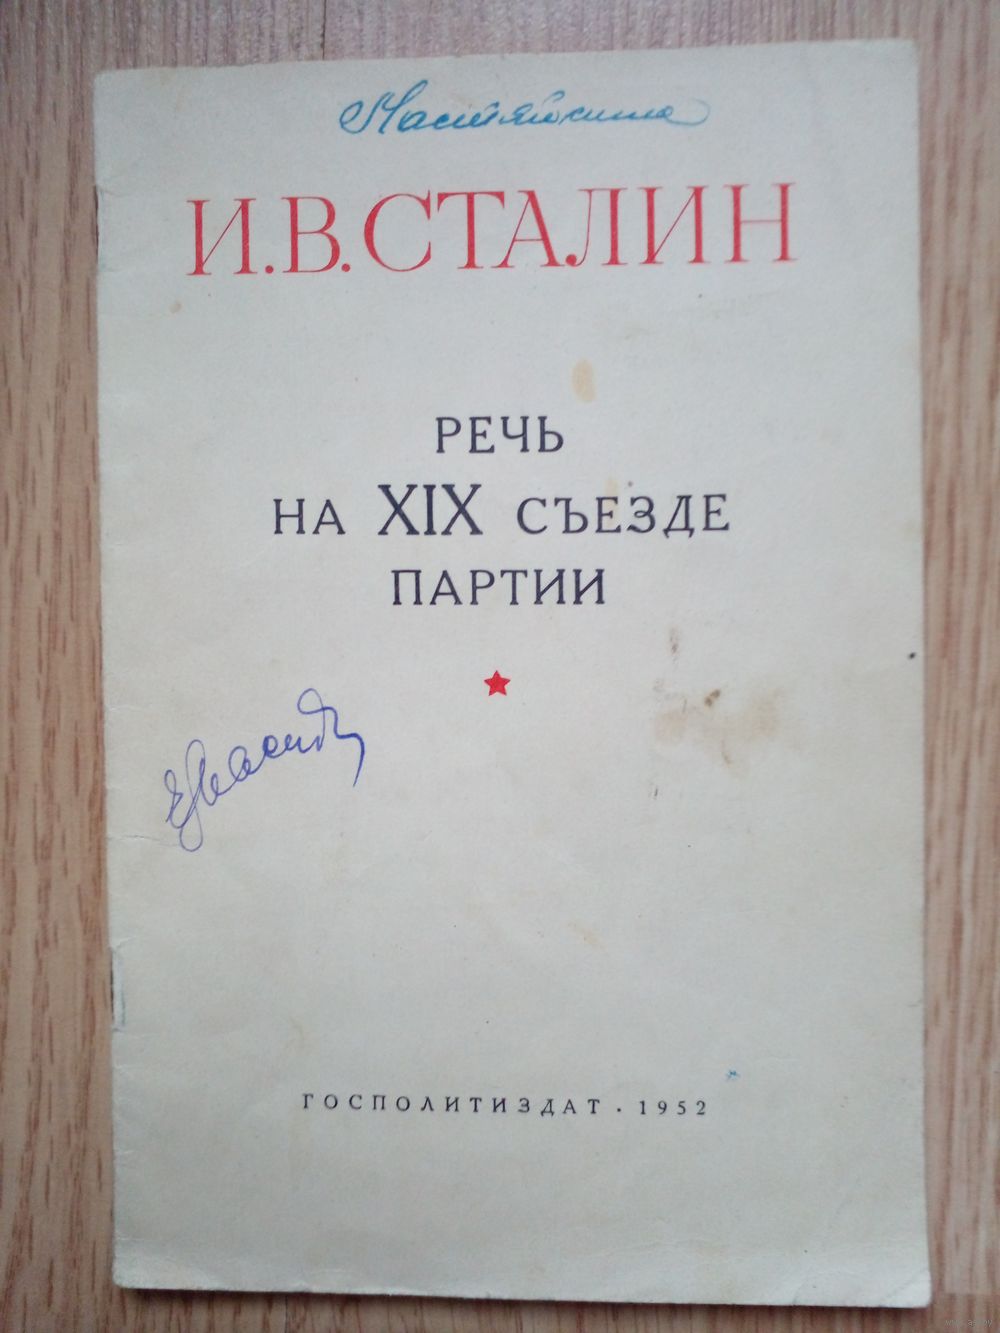 И.В.СТАЛИН
РЕЧЬ
НА XIX СЪЕЗДЕ
ПАРТИИ
ГОСПОЛИТИЗДАТ · 1952